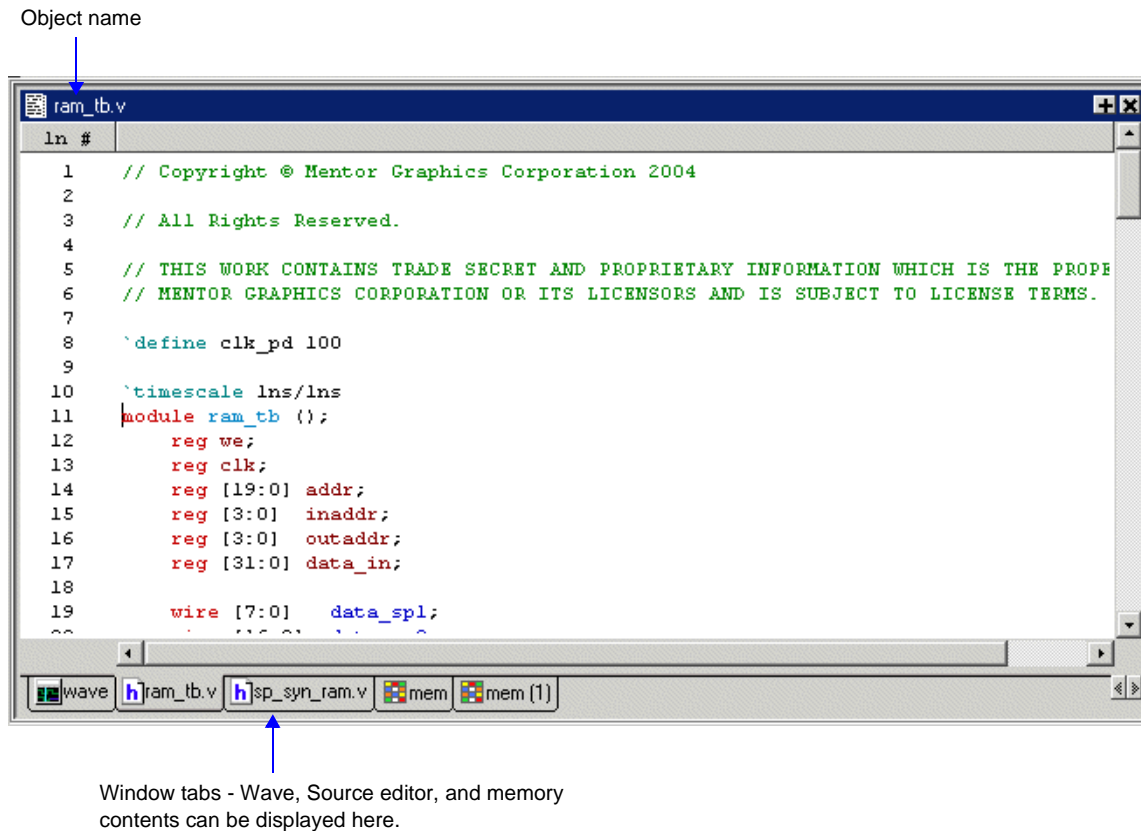 Object name
ram_tb.v
ln #
1 // Copyright © Mentor Graphics Corporation 2004
2
3 // All Rights Reserved.
4
5 // THIS WORK CONTAINS TRADE SECRET AND PROPRIETARY INFORMATION WHICH IS THE PROPE
6 // MENTOR GRAPHICS CORPORATION OR ITS LICENSORS AND IS SUBJECT TO LICENSE TERMS.
7
8 `define clk_pd 100
9
10 `timescale 1ns/1ns
11 module ram_tb ();
12 reg we;
13 reg clk;
14 reg [19:0] addr;
15 reg [3:0] inaddr;
16 reg [3:0] outaddr;
17 reg [31:0] data_in;
18
19 wire [7:0] data_sp1;
wave ram_tb.v sp_syn_ram.v mem mem (1)
Window tabs - Wave, Source editor, and memory
contents can be displayed here.